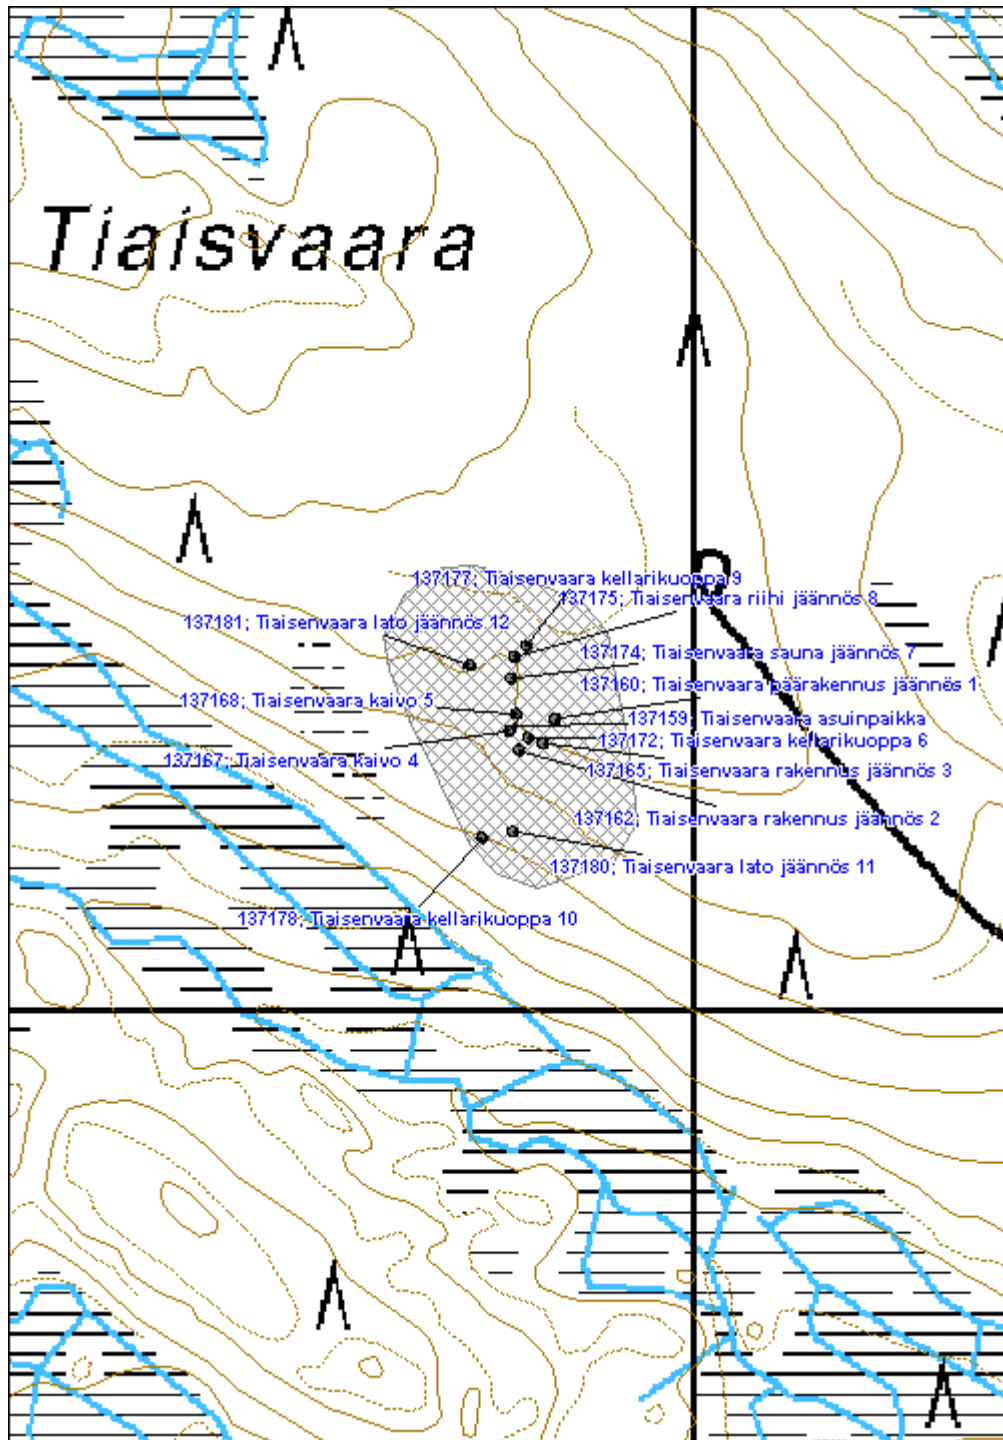 Tiaisvaara
137177; Tiaisenvaara kellarikuoppa 9
137175; Tiaisenvaara riihi jäännös 8
137181; Tiaisenvaara lato jäännös 12
137174; Tiaisenvaara sauna jäännös 7
137160; Tiaisenvaara päärakennus jäännös 1
137168; Tiaisenvaara kaivo 5
137159; Tiaisenvaara asuinpaikka
137172; Tiaisenvaara kellarikuoppa 6
137167; Tiaisenvaara kaivo 4
137165; Tiaisenvaara rakennus jäännös 3
137162; Tiaisenvaara rakennus jäännös 2
137180; Tiaisenvaara lato jäännös 11
137178; Tiaisenvaara kellarikuoppa 10